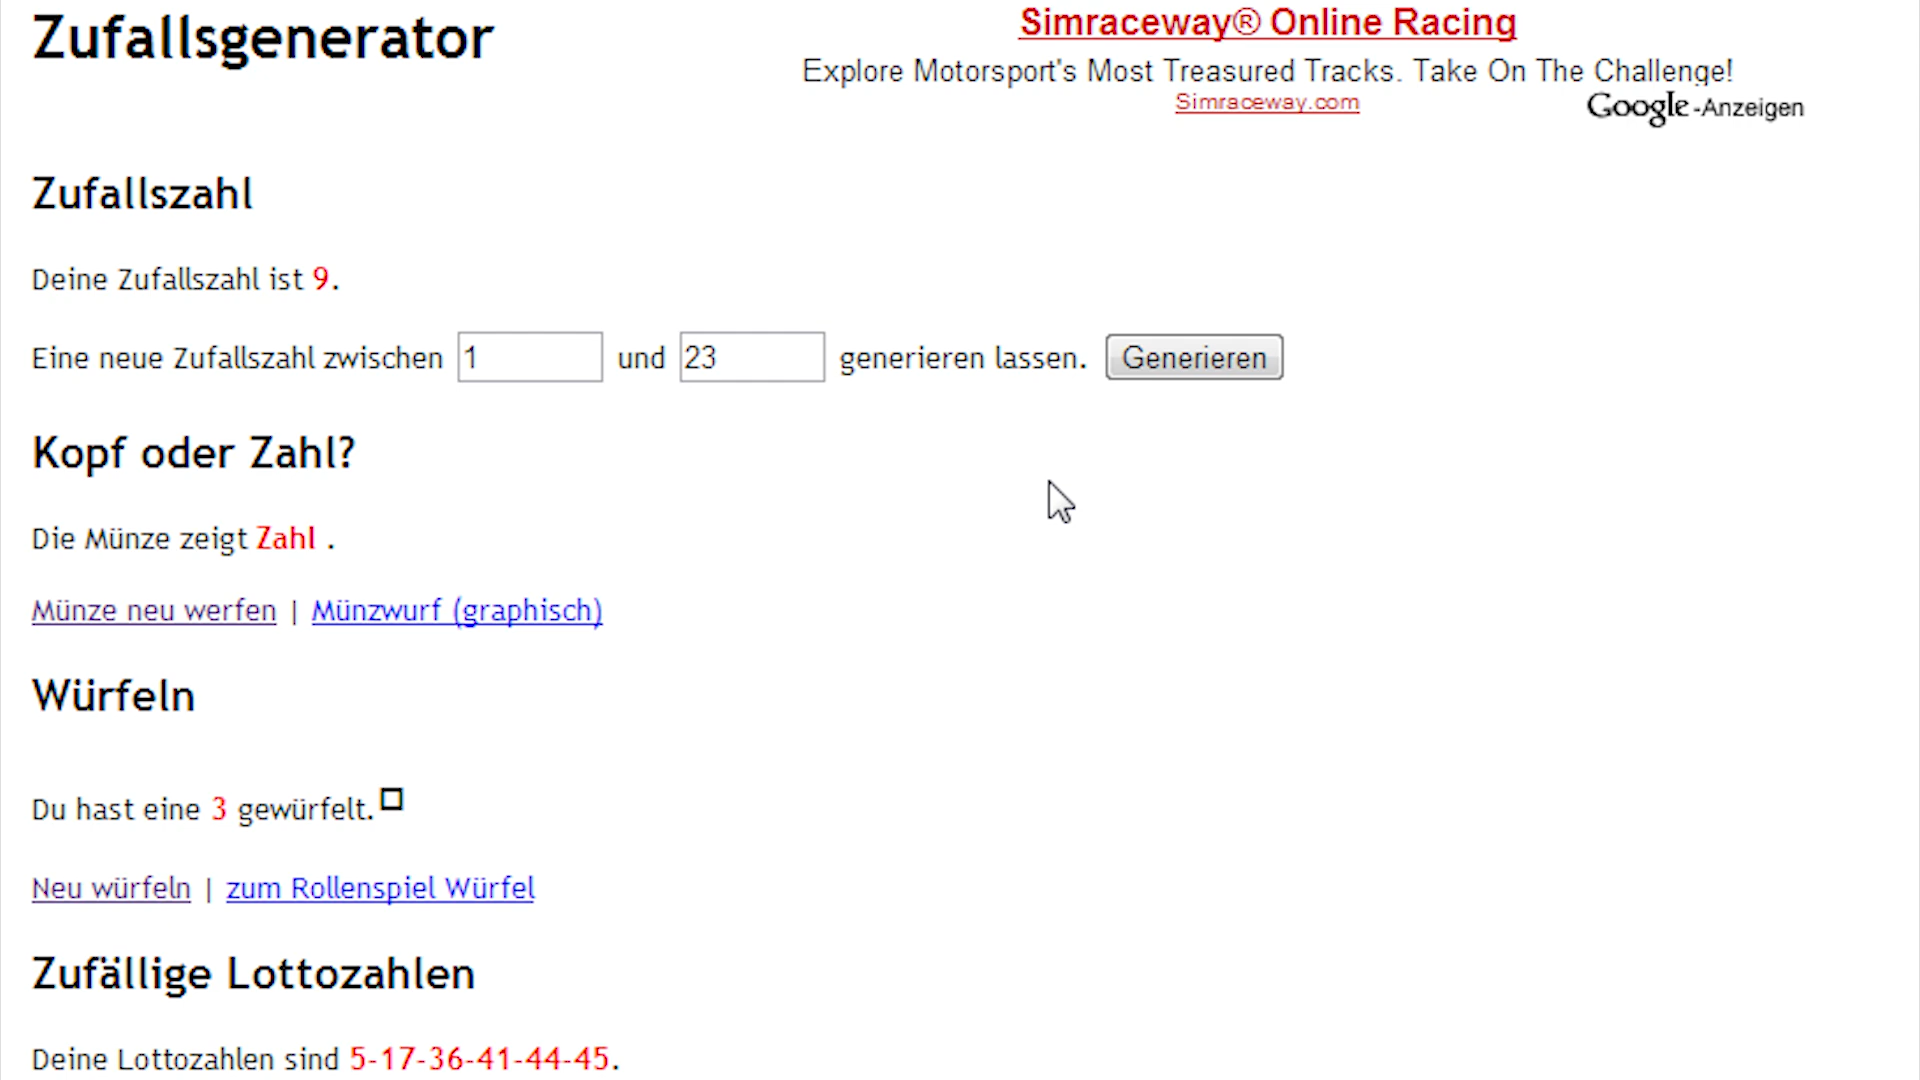 Zufallsgenerator
Simraceway® Online Racing
Explore Motorsport's Most Treasured Tracks. Take On The Challenge!
Simraceway.com
Google-Anzeigen
Zufallszahl
Deine Zufallszahl ist 9.
Eine neue Zufallszahl zwischen 1 und 23 generieren lassen. Generieren
Kopf oder Zahl?
Die Münze zeigt Zahl .
Münze neu werfen | Münzwurf (graphisch)
Würfeln
Du hast eine 3 gewürfelt.
Neu würfeln | zum Rollenspiel Würfel
Zufällige Lottozahlen
Deine Lottozahlen sind 5-17-36-41-44-45.